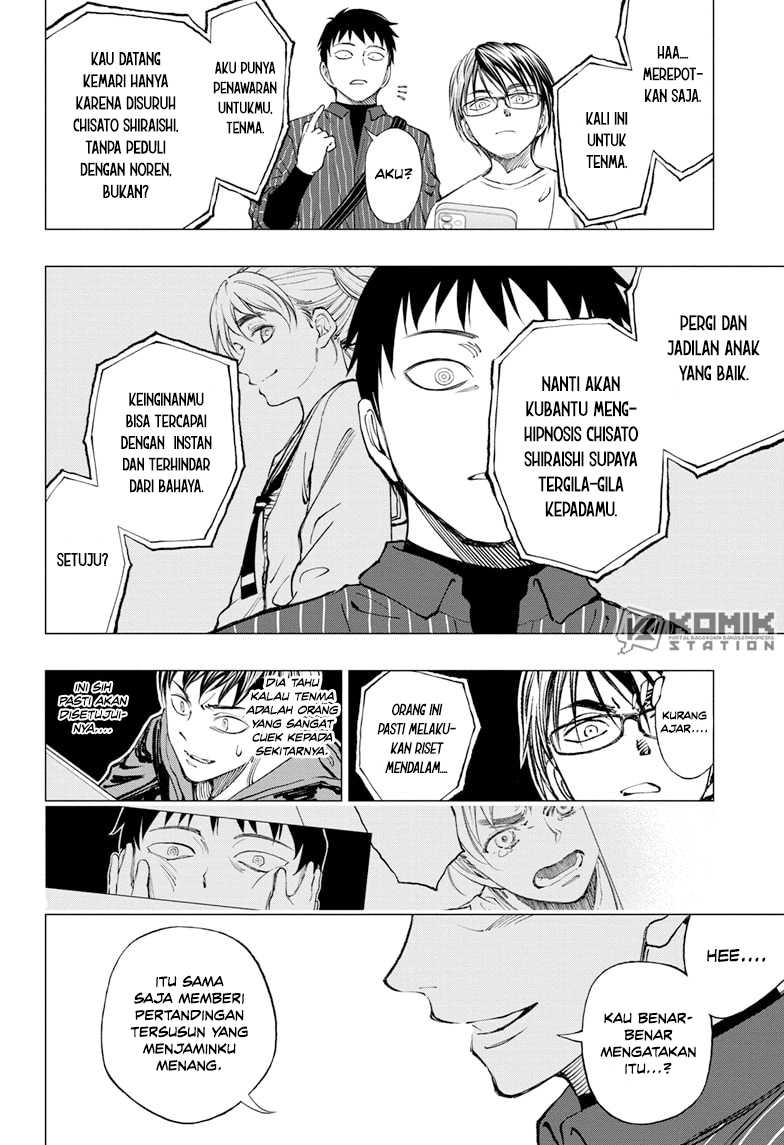 HAA....
MEREPOT-
KAN SAJA.
KALI INI
UNTUK
TENMA.
AKU?
AKU PUNYA
PENAWARAN
UNTUKMU,
TENMA.
KAU DATANG
KEMARI HANYA
KARENA DISURUH
CHISATO SHIRAISHI,
TANPA PEDULI
DENGAN NOREN,
BUKAN?
PERGI DAN
JADILAN ANAK
YANG BAIK.
NANTI AKAN
KUBANTU MENG-
HIPNOSIS CHISATO
SHIRAISHI SUPAYA
TERGILA-GILA
KEPADAMU.
KEINGINANMU
BISA TERCAPAI
DENGAN INSTAN
DAN TERHINDAR
DARI BAHAYA.
SETUJU?
KOMIK
STATION
KURANG
AJAR....
ORANG INI
PASTI MELAKU-
KAN RISET
MENDALAM....
DIA TAHU
KALAU TENMA
ADALAH ORANG
YANG SANGAT
CUEK KEPADA
SEKITARNYA.
INI SIH
PASTI AKAN
DISETUJUI-
NYA....
HEE....
KAU BENAR-
BENAR
MENGATAKAN
ITU...?
ITU SAMA
SAJA MEMBERI
PERTANDINGAN
TERSUSUN YANG
MENJAMINKU
MENANG.